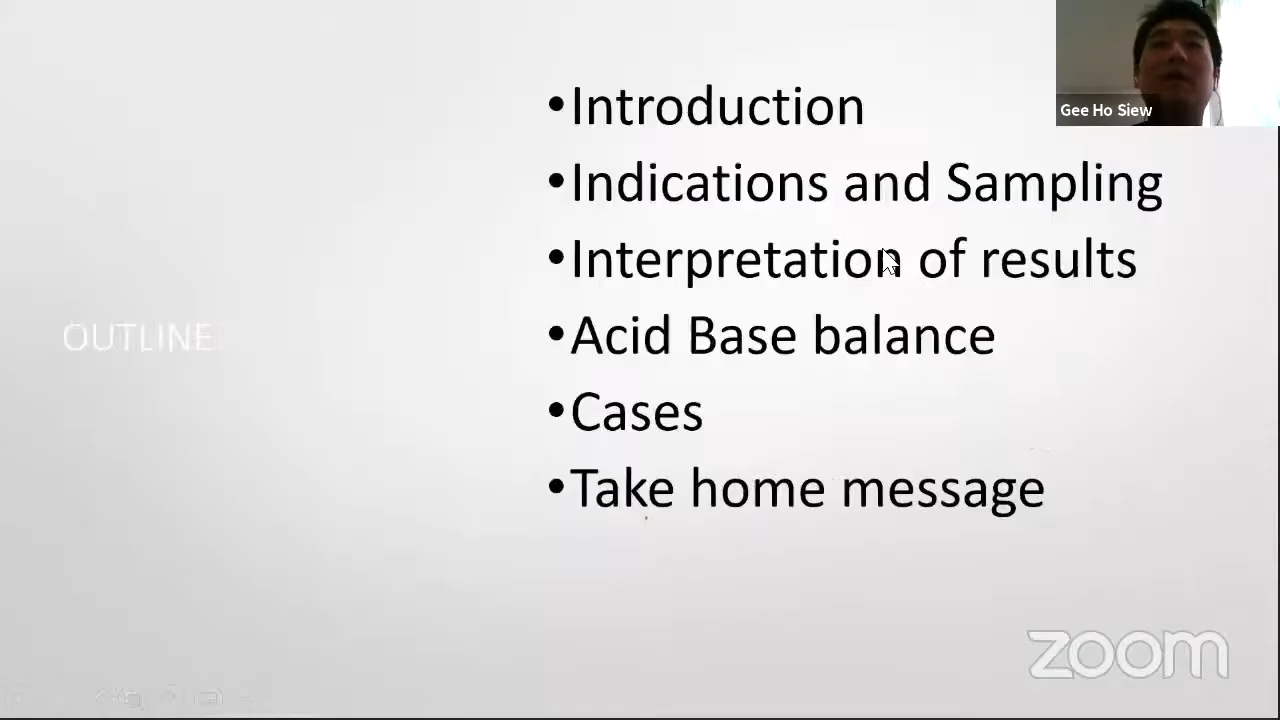 •Introduction
Gee Ho Siew
•Indications and Sampling
•Interpretation of results
OUTLINE
•Acid Base balance
•Cases
•Take home message
zoom